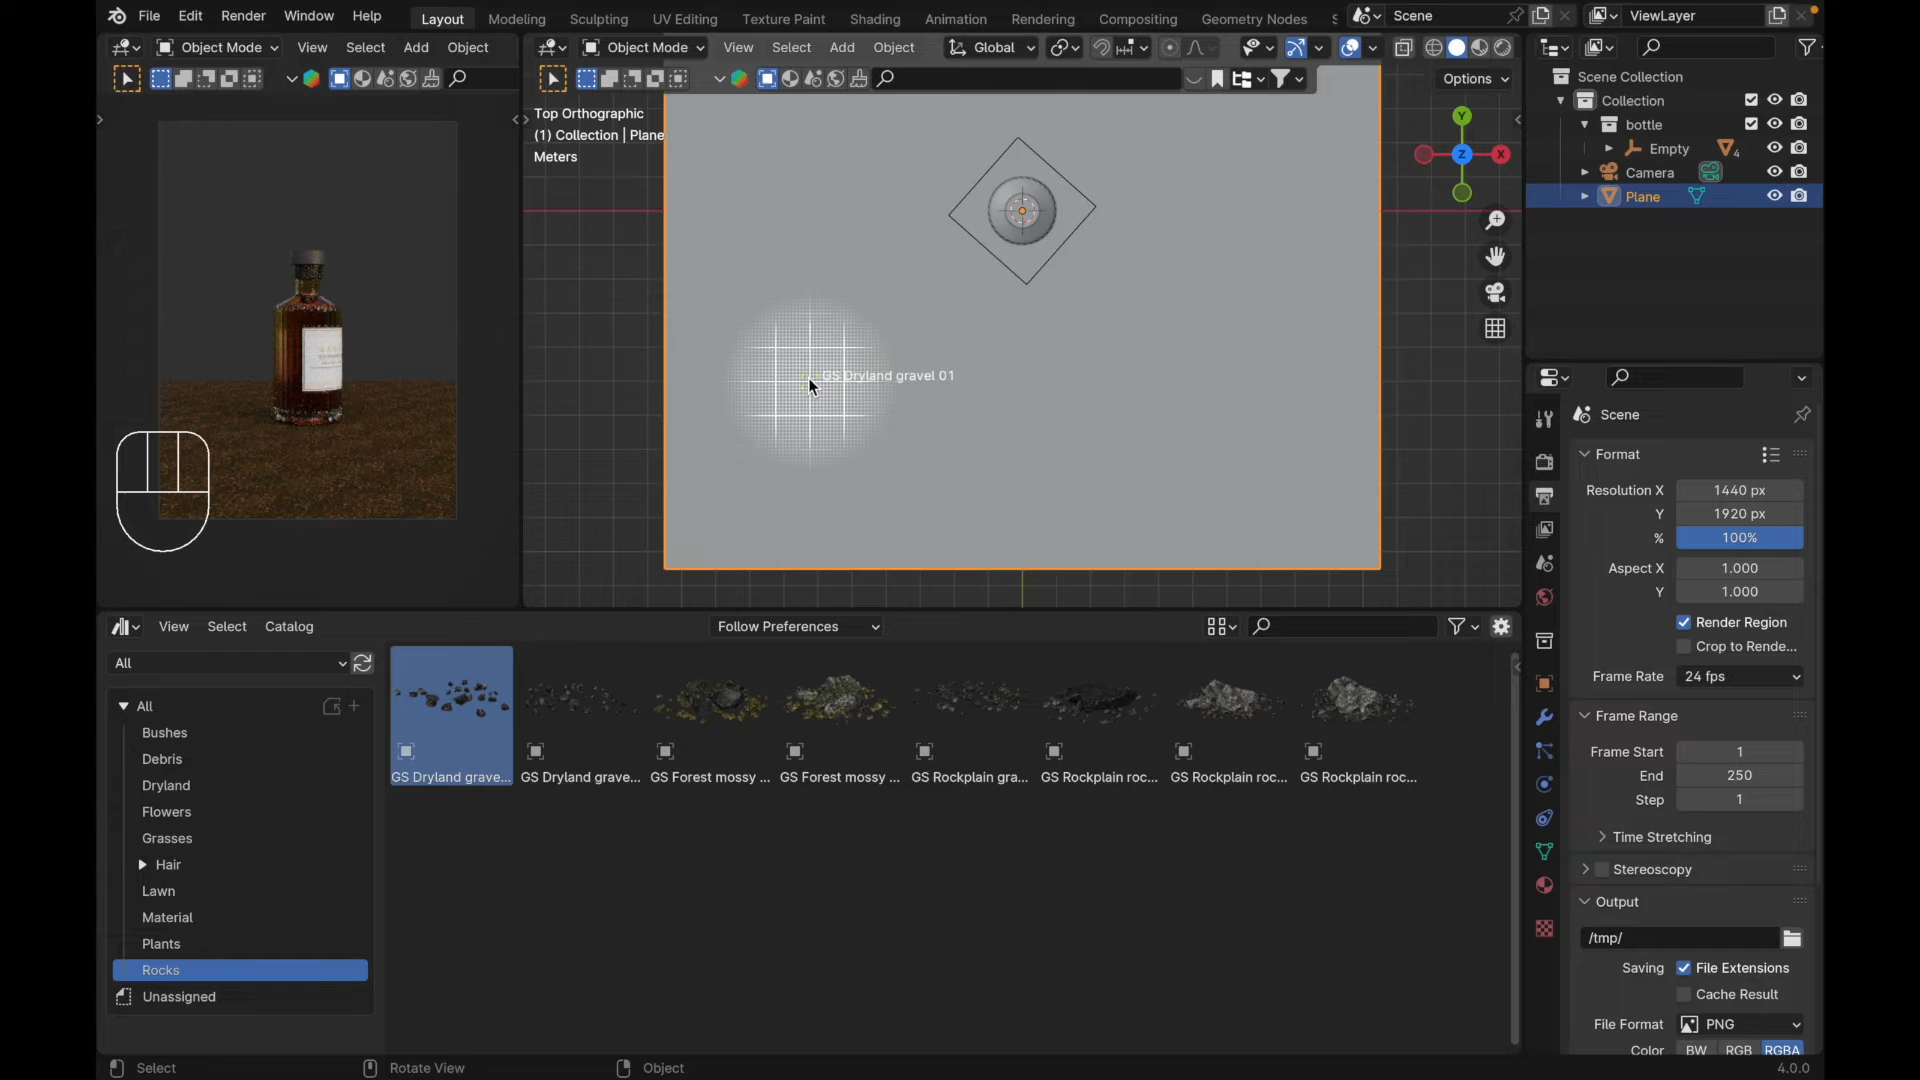 File Edit Render Window Help Layout Modeling Sculpting UV Editing Texture Paint Shading Animation Rendering Compositing Geometry Nodes S Scene ViewLayer
Object Mode View Select Add Object
Object Mode View Select Add Object Global
Options
Top Orthographic
(1) Collection | Plane
Meters
Y
Z
X
GS Dryland gravel 01
Scene Collection
Collection
bottle
Empty 4
Camera
Plane
Scene
Format
Resolution X 1440 px
Y 1920 px
% 100%
Aspect X 1.000
Y 1.000
Render Region
Crop to Rende...
Frame Rate 24 fps
Frame Range
Frame Start 1
End 250
Step 1
Time Stretching
Stereoscopy
Output
/tmp/
Saving File Extensions
Cache Result
File Format PNG
Color BW RGB RGBA
View Select Catalog Follow Preferences
All
All
Bushes
Debris
Dryland
Flowers
Grasses
Hair
Lawn
Material
Plants
Rocks
Unassigned
GS Dryland grave... GS Dryland grave... GS Forest mossy ... GS Forest mossy ... GS Rockplain gra... GS Rockplain roc... GS Rockplain roc... GS Rockplain roc...
Select Rotate View Object 4.0.0